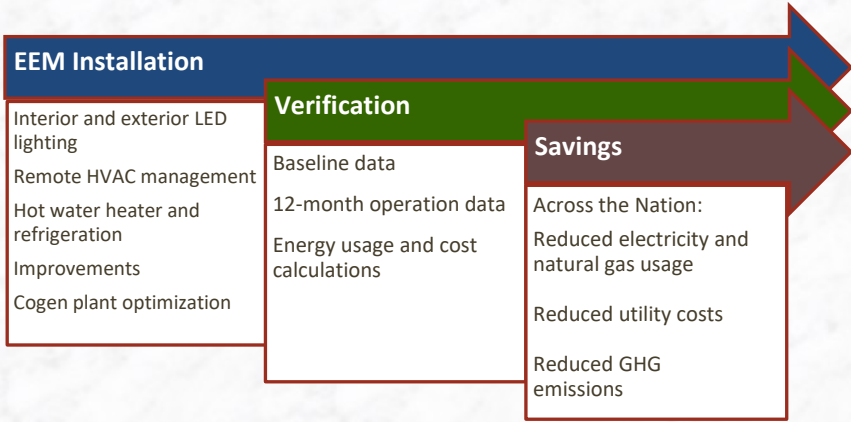 EEM Installation
Interior and exterior LED
lighting
Remote HVAC management
Hot water heater and
refrigeration
Improvements
Cogen plant optimization
Verification
Baseline data
12-month operation data
Energy usage and cost
calculations
Savings
Across the Nation:
Reduced electricity and
natural gas usage
Reduced utility costs
Reduced GHG
emissions